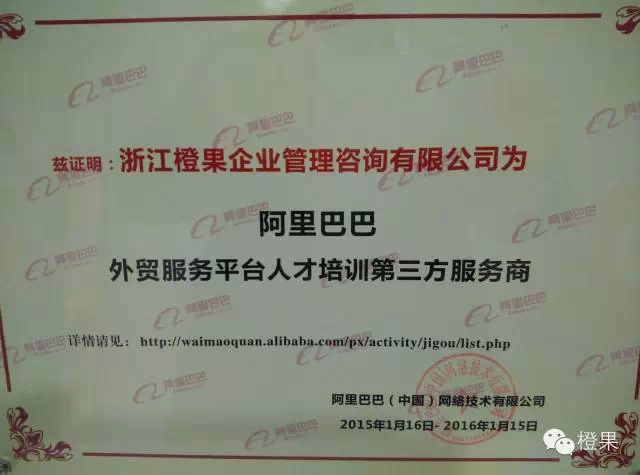 兹证明：浙江橙果企业管理咨询有限公司为
阿里巴巴
外贸服务平台人才培训第三方服务商
详情请见： http://waimaoquan.alibaba.com/px/activity/jigou/list.php
阿里巴巴（中国）网络技术有限公司
2015年1月16日- 2016年1月15日
橙果